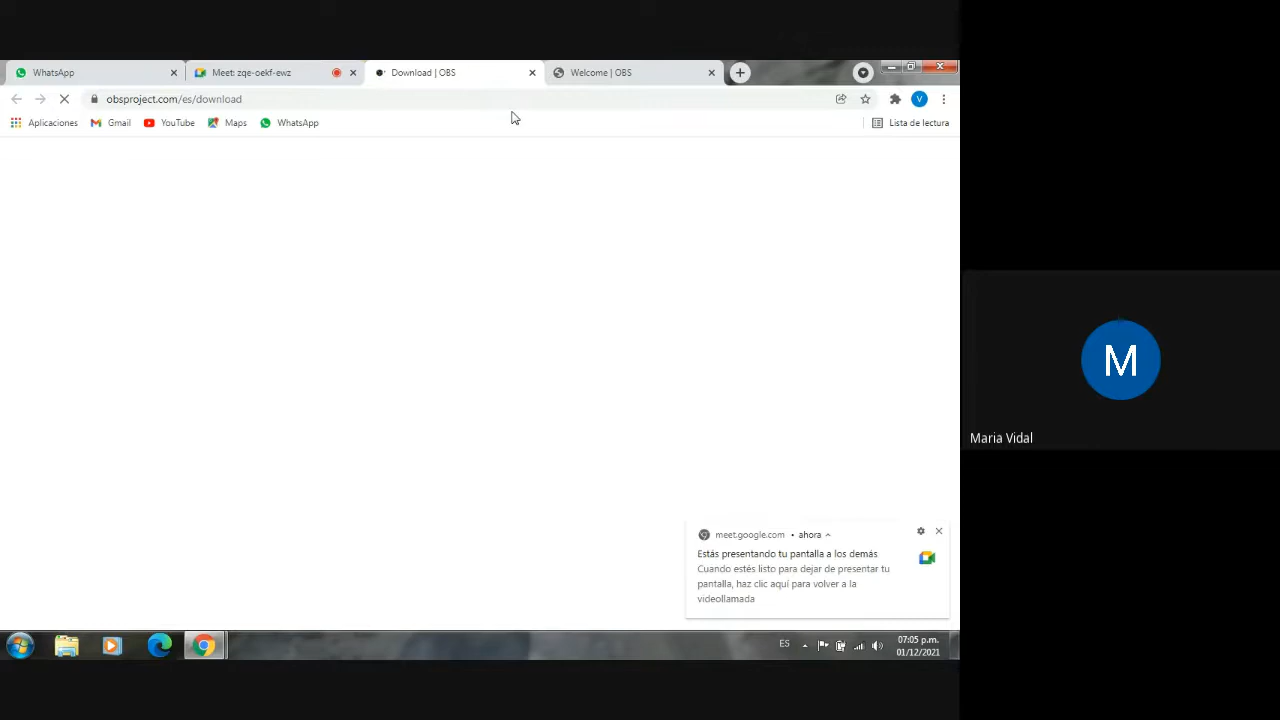 WhatsApp
Meet: zqe-oekf-ewz
Download | OBS
Welcome | OBS
obsproject.com/es/download
V
Aplicaciones
Gmail
YouTube
Maps
WhatsApp
Lista de lectura
M
Maria Vidal
meet.google.com • ahora
Estás presentando tu pantalla a los demás
Cuando estés listo para dejar de presentar tu
pantalla, haz clic aquí para volver a la
videollamada
ES
07:05 p.m.
01/12/2021